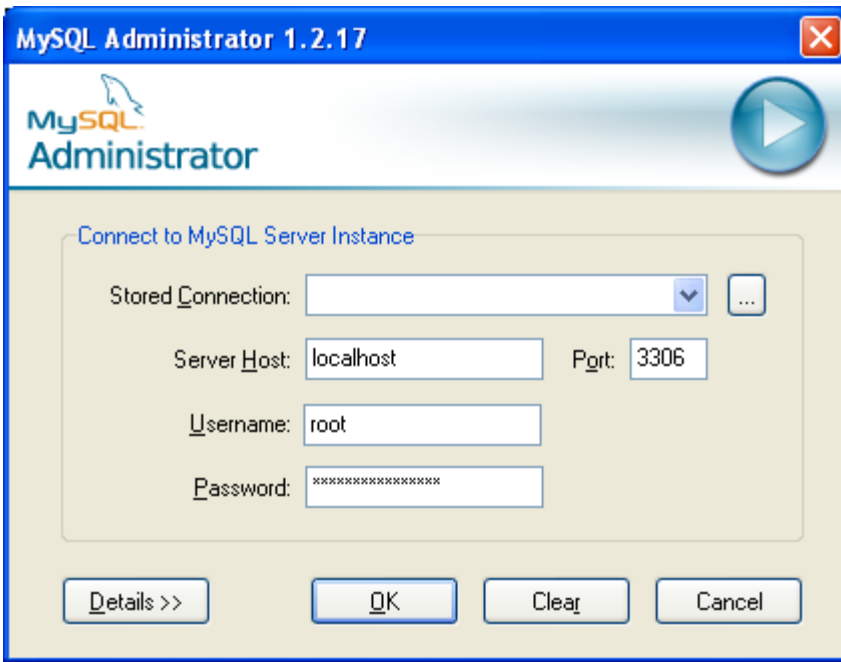 MySQL Administrator 1.2.17
MySQL
Administrator
Connect to MySQL Server Instance
Stored Connection:
...
Server Host: localhost Port: 3306
Username: root
Password: ****************
Details >> OK Clear Cancel